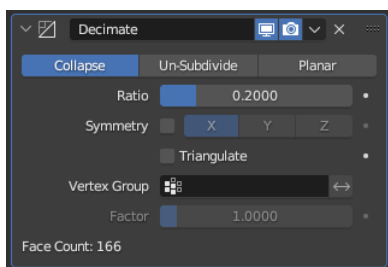 Decimate
Collapse Un-Subdivide Planar
Ratio 0.2000
Symmetry X Y Z
Triangulate
Vertex Group
Factor 1.0000
Face Count: 166